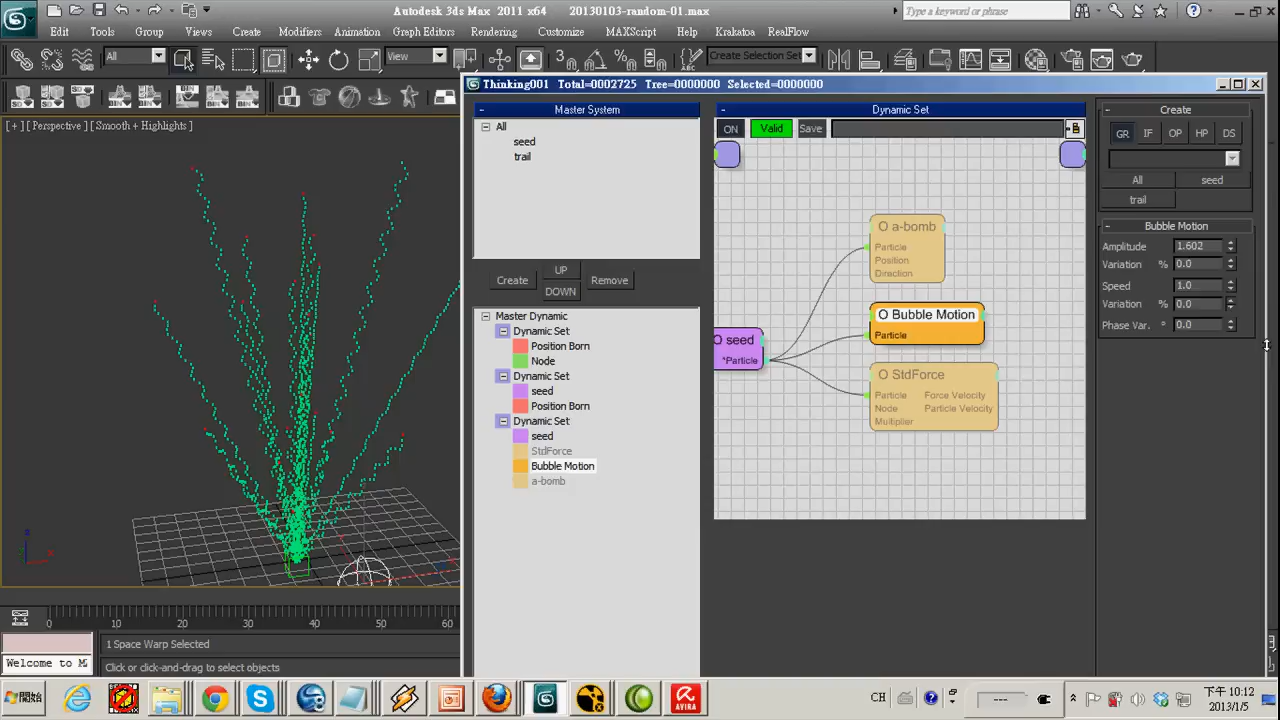 Autodesk 3ds Max 2011 x64 20130103-random-01.max
Type a keyword or phrase
Edit Tools Group Views Create Modifiers Animation Graph Editors Rendering Customize MAXScript Help Krakatoa RealFlow
All
View
Create Selection Set
Thinking001 Total=0002725 Tree=0000000 Selected=0000000
[ + ] [ Perspective ] [ Smooth + Highlights ]
Master System
All
seed
trail
Create
UP
DOWN
Remove
Master Dynamic
Dynamic Set
Position Born
Node
Dynamic Set
seed
Position Born
Dynamic Set
seed
StdForce
Bubble Motion
a-bomb
Dynamic Set
ON Valid Save
O a-bomb
Particle
Position
Direction
O Bubble Motion
Particle
O seed
*Particle
O StdForce
Particle Force Velocity
Node Particle Velocity
Multiplier
Create
GR IF OP HP DS
All seed
trail
Bubble Motion
Amplitude 1.602
Variation % 0.0
Speed 1.0
Variation % 0.0
Phase Var. ° 0.0
z
x
0 10 20 30 40 50 60
1 Space Warp Selected
Welcome to M
Click or click-and-drag to select objects
開始
AVIRA
CH
下午 10:12
2013/1/5